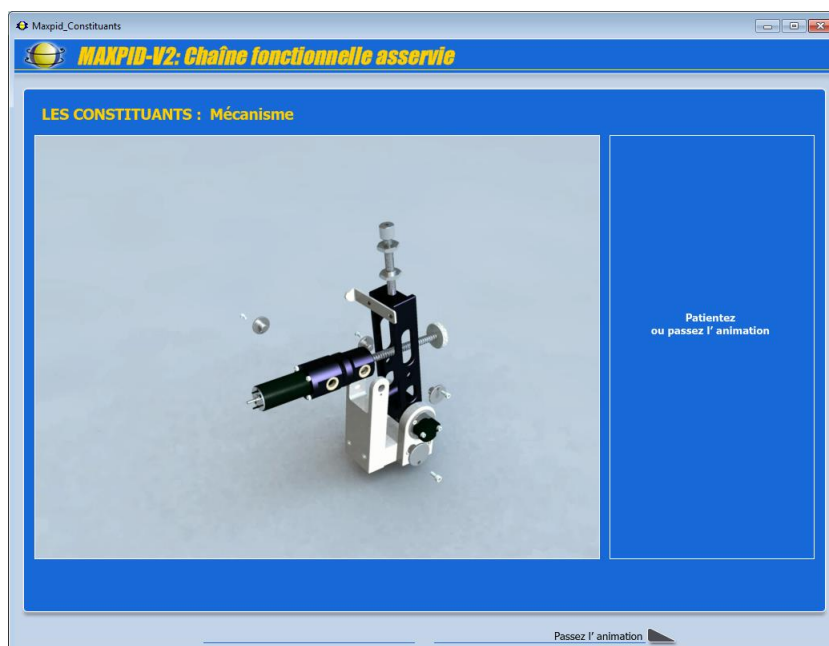 Maxpid_Constituants
MAXPID-V2: Chaîne fonctionnelle asservie
LES CONSTITUANTS : Mécanisme
Patientez
ou passez l' animation
Passez l' animation